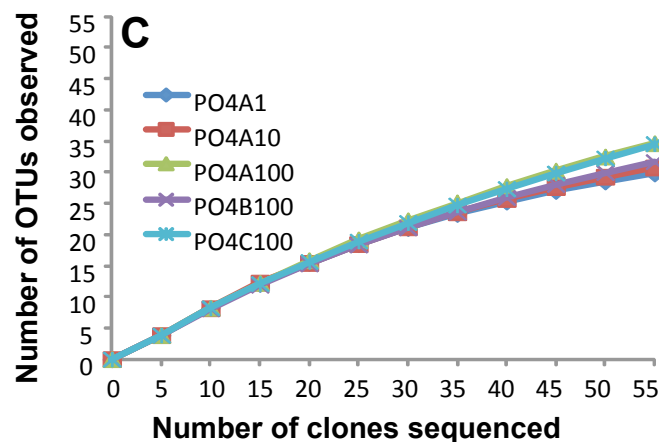 C
Number of OTUs observed
55
50
45
40
35
30
25
20
15
10
5
0
PO4A1
PO4A10
PO4A100
PO4B100
PO4C100
0 5 10 15 20 25 30 35 40 45 50 55
Number of clones sequenced